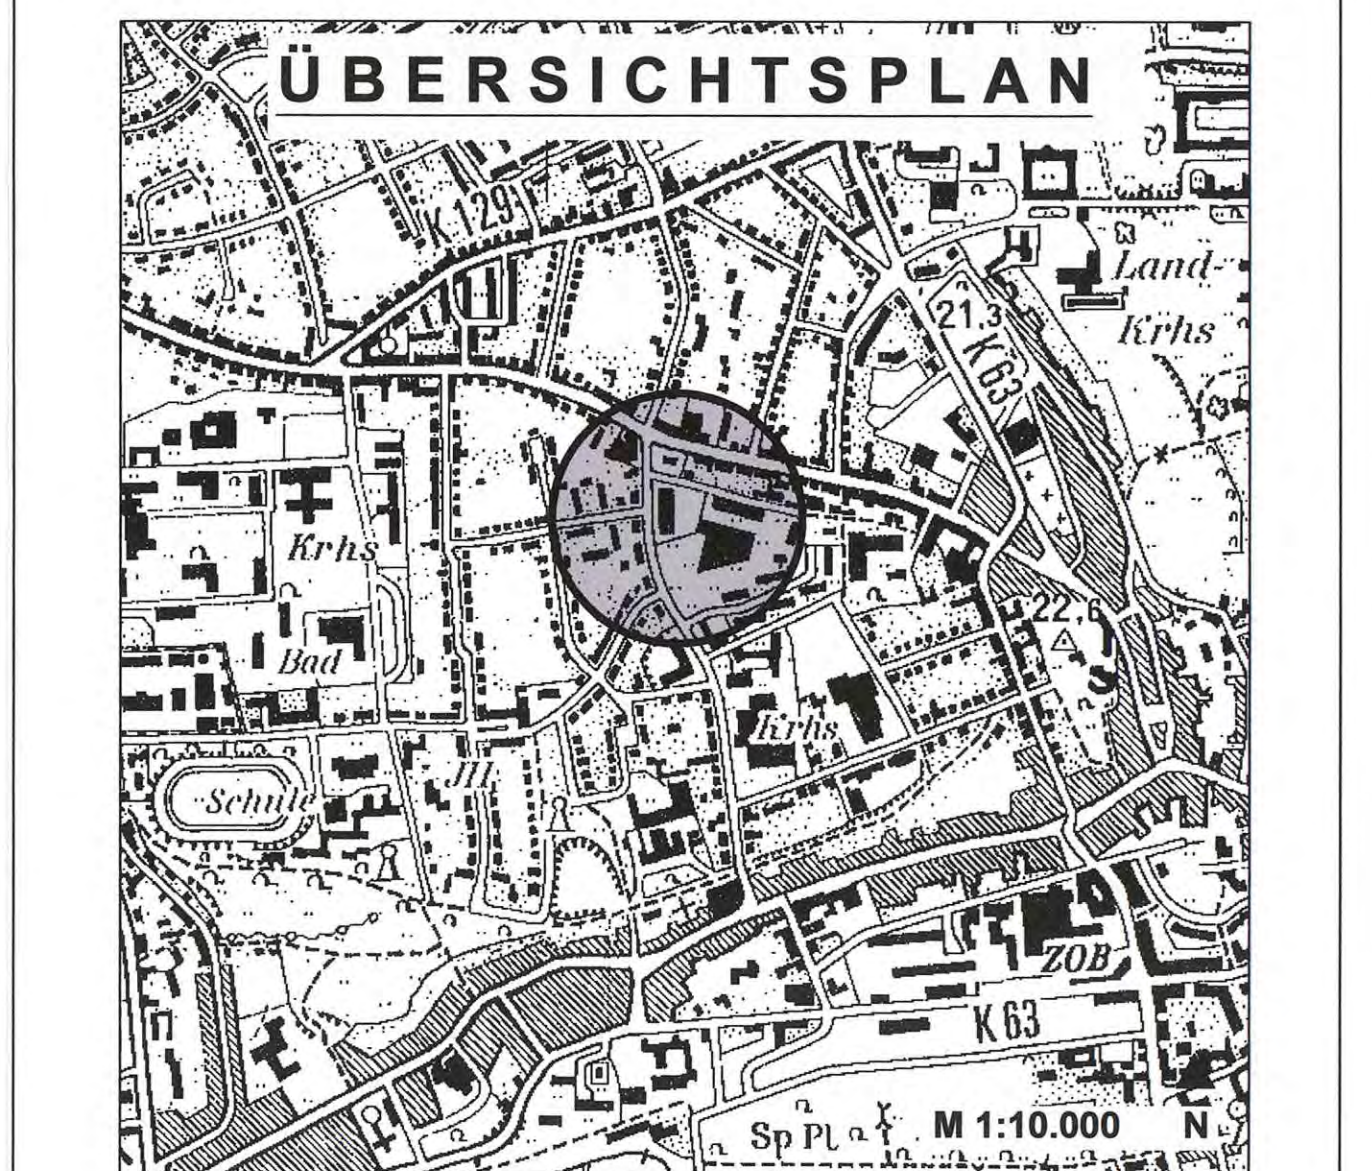 ÜBERSICHTSPLAN
K 129
Land-
Krhs
21,3
K 63
Krhs
22,6
Bad
Krhs
Schule
ZOB
K 63
Sp Pl
M 1:10.000 N